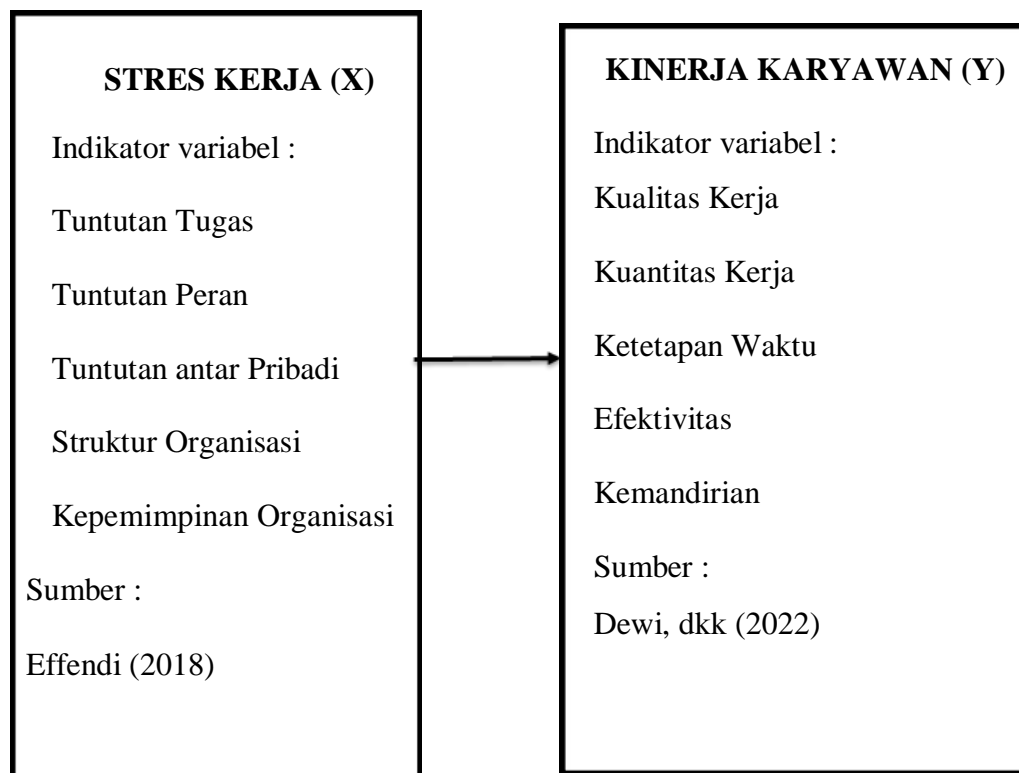 STRES KERJA (X)
Indikator variabel :
Tuntutan Tugas
Tuntutan Peran
Tuntutan antar Pribadi
Struktur Organisasi
Kepemimpinan Organisasi
Sumber :
Effendi (2018)
KINERJA KARYAWAN (Y)
Indikator variabel :
Kualitas Kerja
Kuantitas Kerja
Ketetapan Waktu
Efektivitas
Kemandirian
Sumber :
Dewi, dkk (2022)